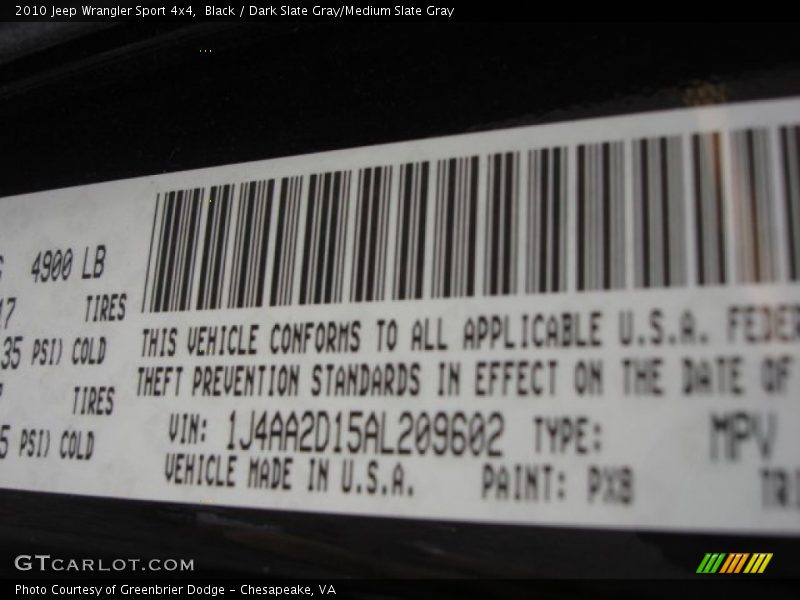 2010 Jeep Wrangler Sport 4x4,  Black / Dark Slate Gray/Medium Slate Gray
4900 LB
TIRES
35 PSI) COLD
TIRES
5 PSI) COLD
THIS VEHICLE CONFORMS TO ALL APPLICABLE U.S.A. FEDER
THEFT PREVENTION STANDARDS IN EFFECT ON THE DATE OF
VIN: 1J4AA2D15AL209602 TYPE: MPV
VEHICLE MADE IN U.S.A. PAINT: PXB
GTCARLOT.COM
Photo Courtesy of Greenbrier Dodge - Chesapeake, VA